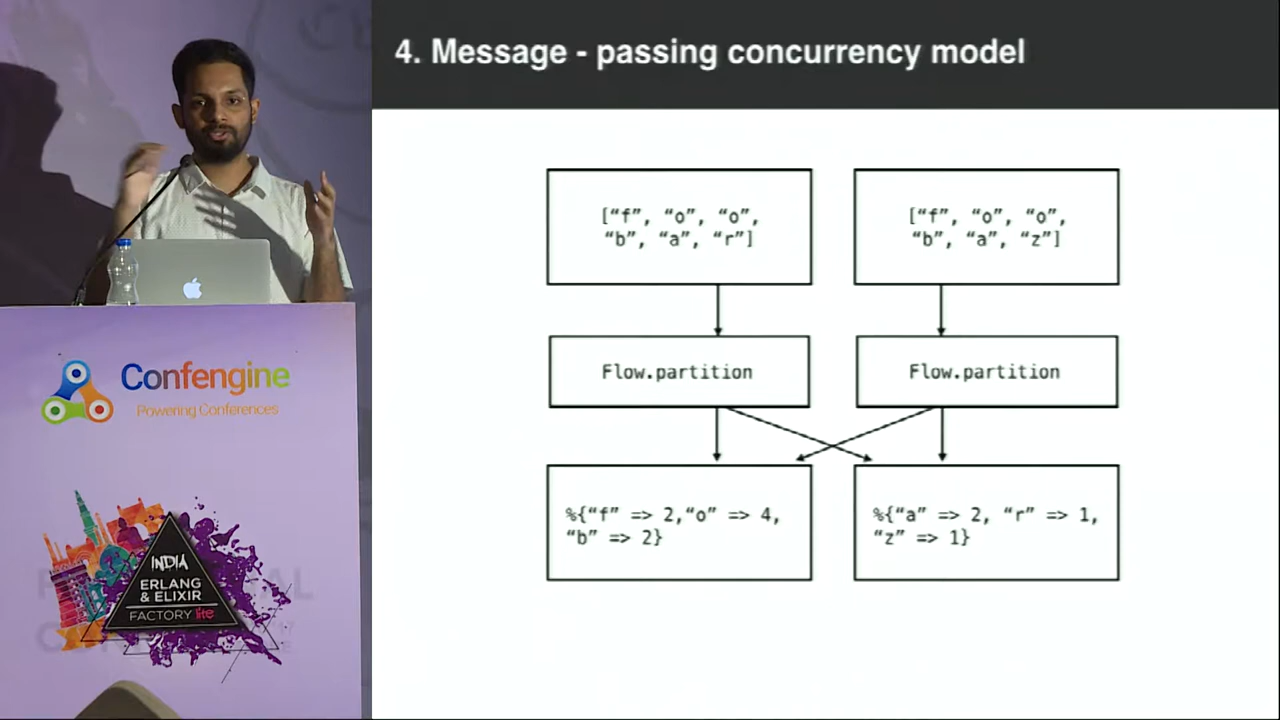 4. Message - passing concurrency model
[“f”, “o”, “o”,
“b”, “a”, “r”]
[“f”, “o”, “o”,
“b”, “a”, “z”]
Flow.partition
Flow.partition
%{“f” => 2,“o” => 4,
“b” => 2}
%{“a” => 2, “r” => 1,
“z” => 1}
Confengine
Powering Conferences
INDIA
ERLANG
& ELIXIR
FACTORY lite